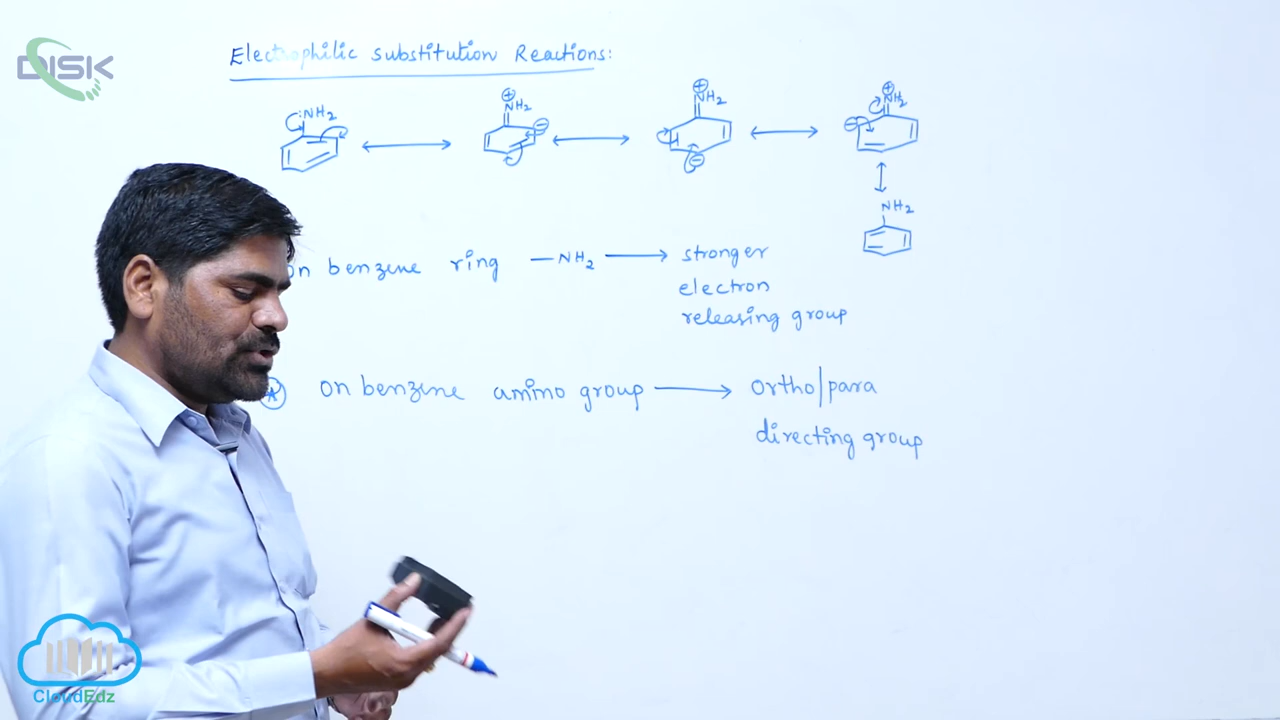 DISK
Electrophilic substitution Reactions:
:NH2
NH2
NH2
NH2
NH2
on benzene ring —NH2 → stronger
electron
releasing group
on benzene amino group → ortho/para
directing group
CloudEdz